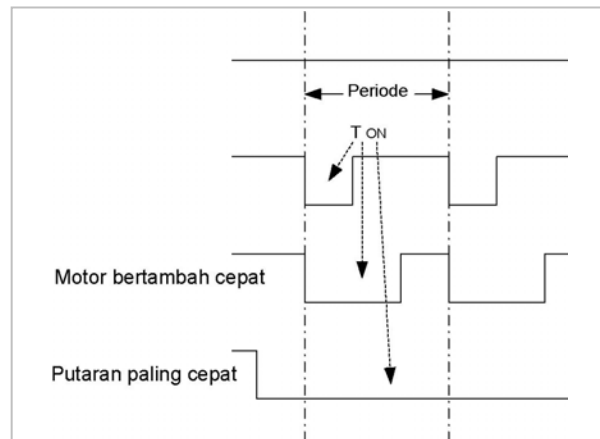 Periode
T ON
Motor bertambah cepat
Putaran paling cepat